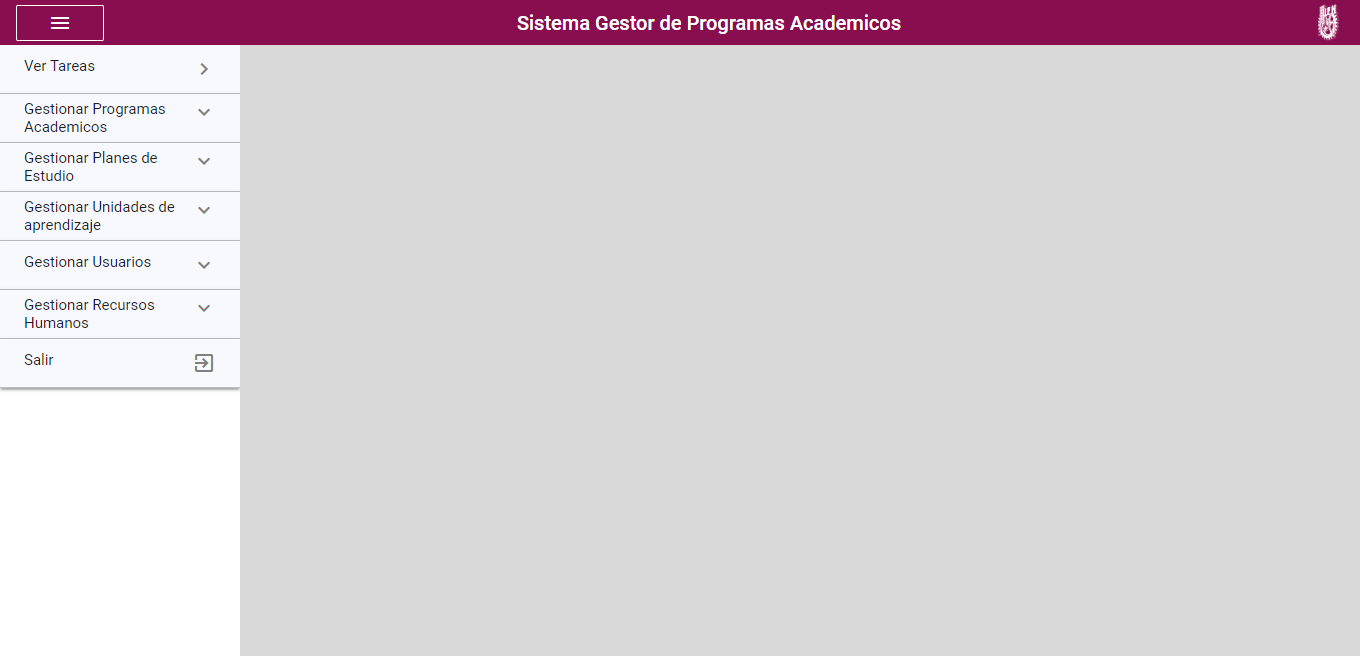 Sistema Gestor de Programas Academicos
Ver Tareas
Gestionar Programas
Academicos
Gestionar Planes de
Estudio
Gestionar Unidades de
aprendizaje
Gestionar Usuarios
Gestionar Recursos
Humanos
Salir